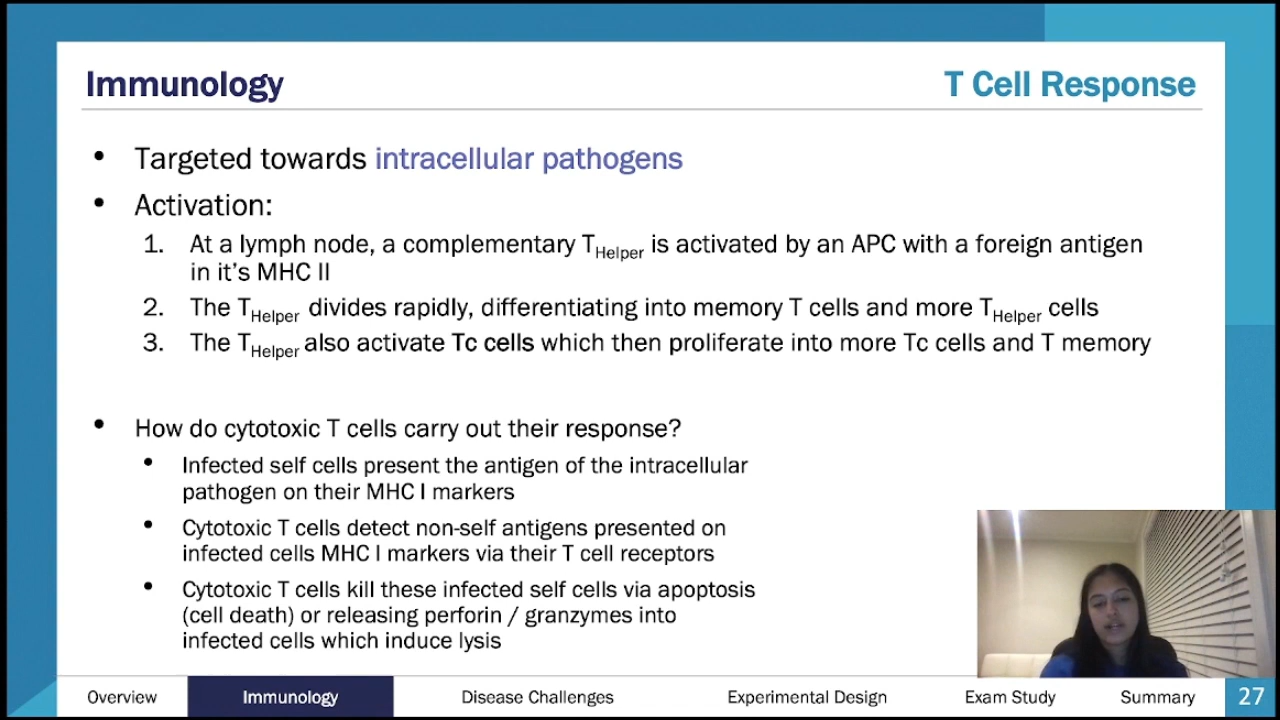 Immunology
T Cell Response
• Targeted towards intracellular pathogens
• Activation:
1. At a lymph node, a complementary THelper is activated by an APC with a foreign antigen
in it's MHC II
2. The THelper divides rapidly, differentiating into memory T cells and more THelper cells
3. The THelper also activate Tc cells which then proliferate into more Tc cells and T memory
• How do cytotoxic T cells carry out their response?
• Infected self cells present the antigen of the intracellular
pathogen on their MHC I markers
• Cytotoxic T cells detect non-self antigens presented on
infected cells MHC I markers via their T cell receptors
• Cytotoxic T cells kill these infected self cells via apoptosis
(cell death) or releasing perforin / granzymes into
infected cells which induce lysis
Overview Immunology Disease Challenges Experimental Design Exam Study Summary 27